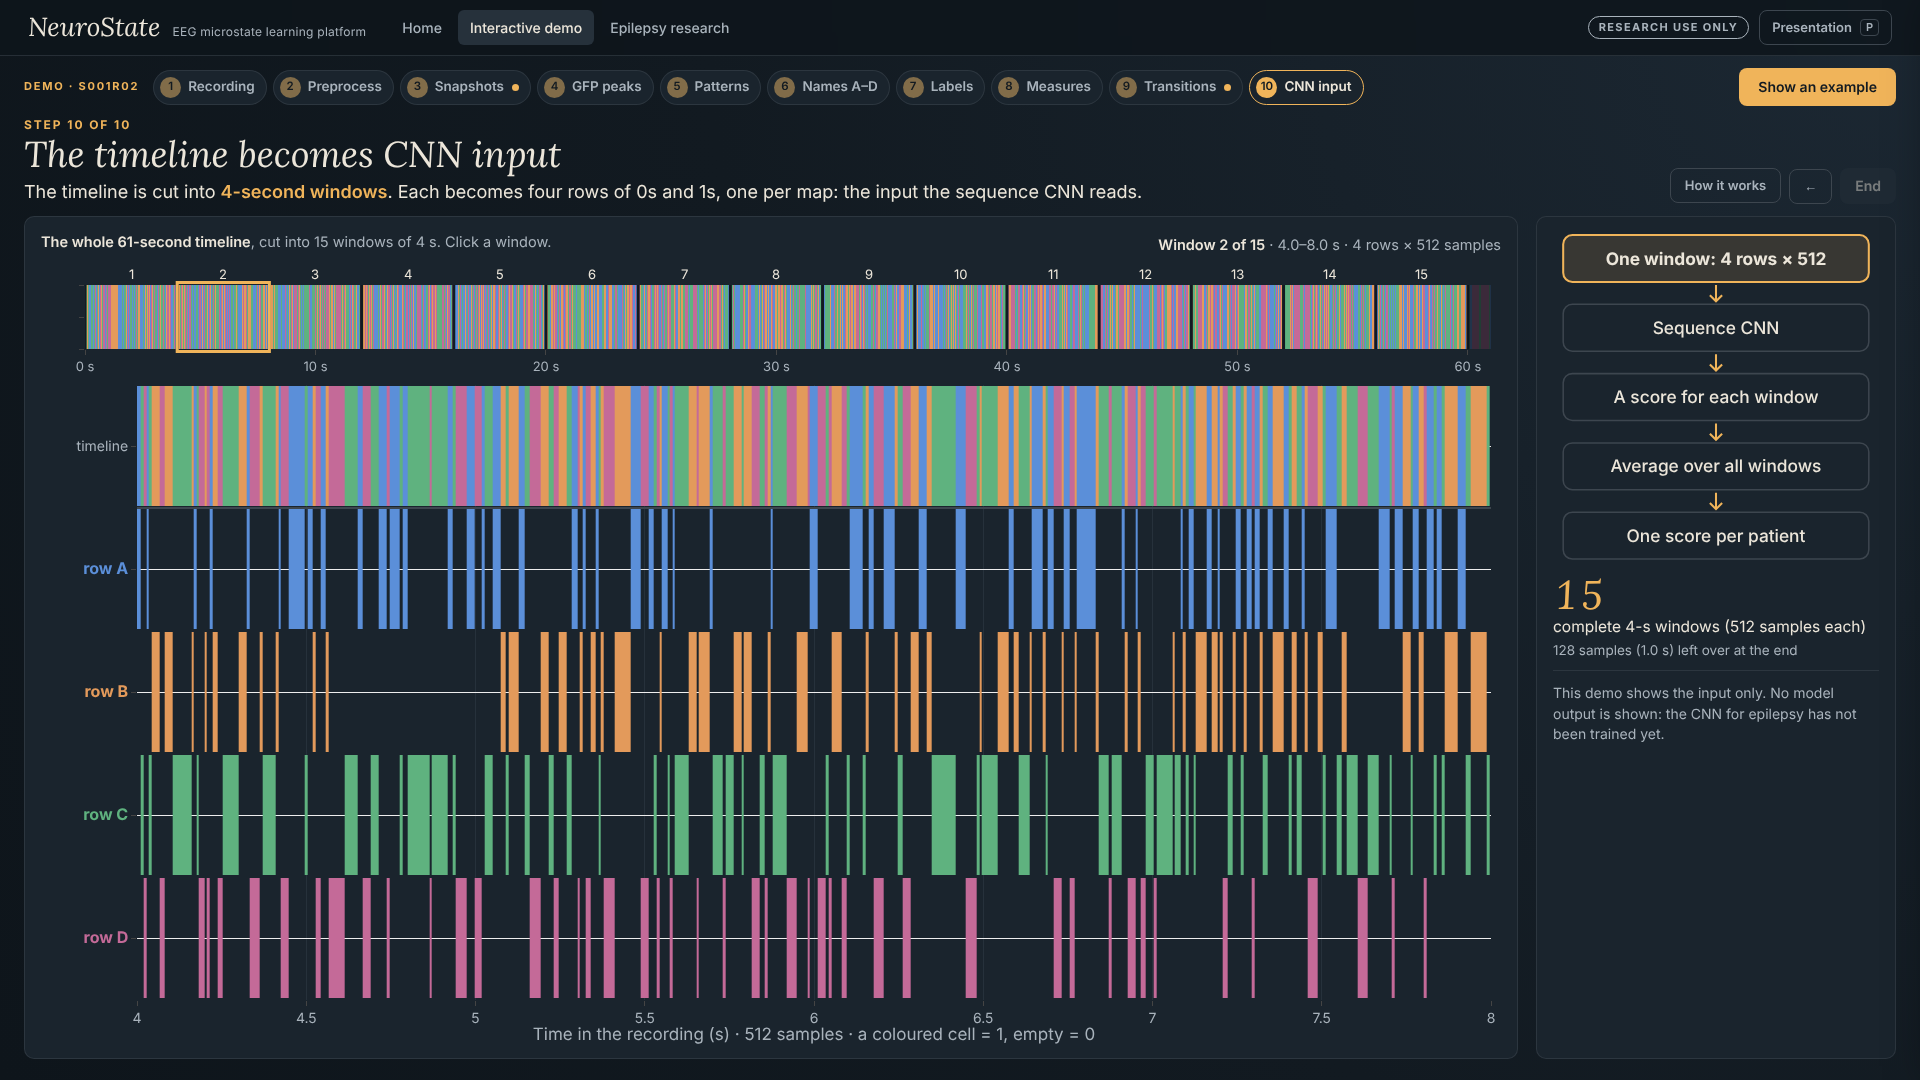 NeuroState EEG microstate learning platform Home Interactive demo Epilepsy research RESEARCH USE ONLY Presentation P
DEMO · S001R02 1 Recording 2 Preprocess 3 Snapshots 4 GFP peaks 5 Patterns 6 Names A–D 7 Labels 8 Measures 9 Transitions 10 CNN input Show an example
STEP 10 OF 10
The timeline becomes CNN input
The timeline is cut into 4-second windows. Each becomes four rows of 0s and 1s, one per map: the input the sequence CNN reads.
How it works ← End
The whole 61-second timeline, cut into 15 windows of 4 s. Click a window.
Window 2 of 15 · 4.0–8.0 s · 4 rows × 512 samples
1 2 3 4 5 6 7 8 9 10 11 12 13 14 15
0 s 10 s 20 s 30 s 40 s 50 s 60 s
timeline
row A
row B
row C
row D
4 4.5 5 5.5 6 6.5 7 7.5 8
Time in the recording (s) · 512 samples · a coloured cell = 1, empty = 0
One window: 4 rows × 512
Sequence CNN
A score for each window
Average over all windows
One score per patient
15
complete 4-s windows (512 samples each)
128 samples (1.0 s) left over at the end
This demo shows the input only. No model
output is shown: the CNN for epilepsy has not
been trained yet.